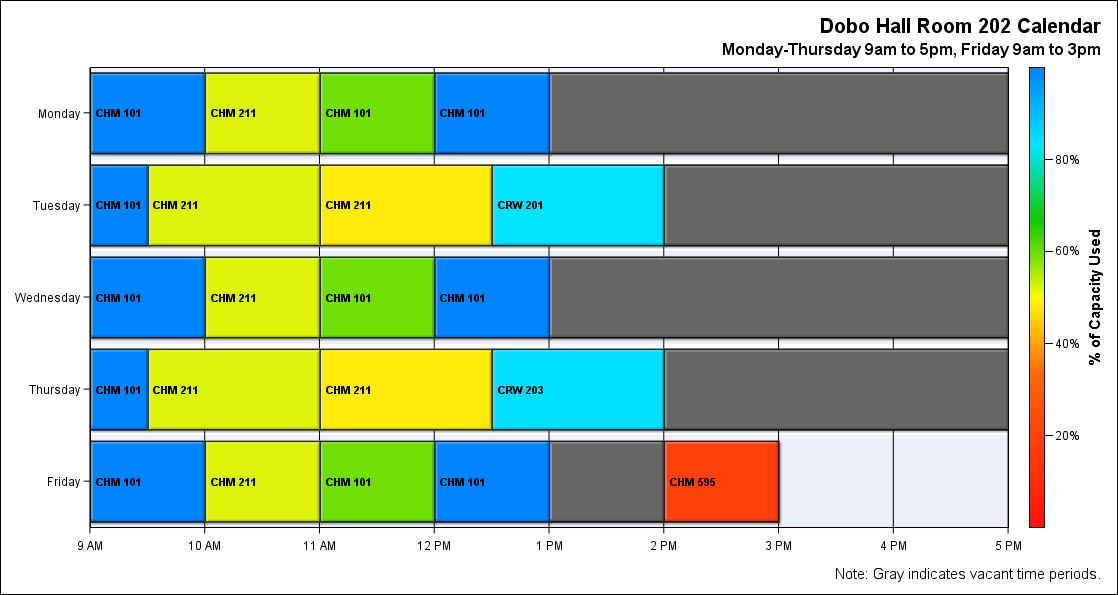 Dobo Hall Room 202 Calendar
Monday-Thursday 9am to 5pm, Friday 9am to 3pm
Monday CHM 101 CHM 211 CHM 101 CHM 101
Tuesday CHM 101 CHM 211 CHM 211 CRW 201
Wednesday CHM 101 CHM 211 CHM 101 CHM 101
Thursday CHM 101 CHM 211 CHM 211 CRW 203
Friday CHM 101 CHM 211 CHM 101 CHM 101 CHM 595
9 AM 10 AM 11 AM 12 PM 1 PM 2 PM 3 PM 4 PM 5 PM
80%
60%
40%
20%
% of Capacity Used
Note: Gray indicates vacant time periods.